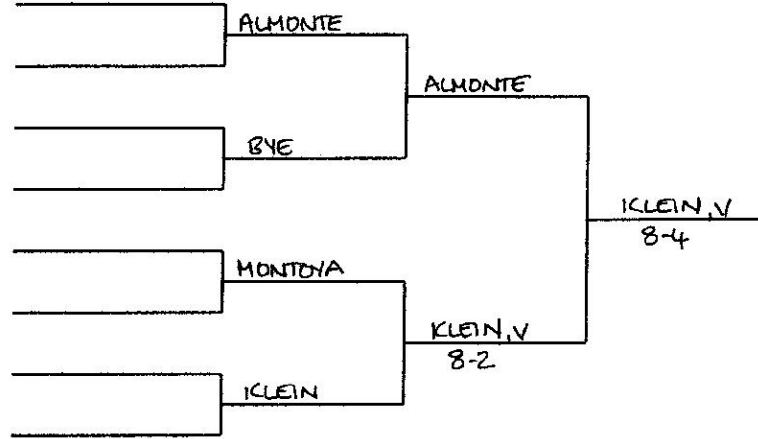 ALMONTE
BYE
MONTOYA
KLEIN
ALMONTE
KLEIN, V
8-2
KLEIN, V
8-4